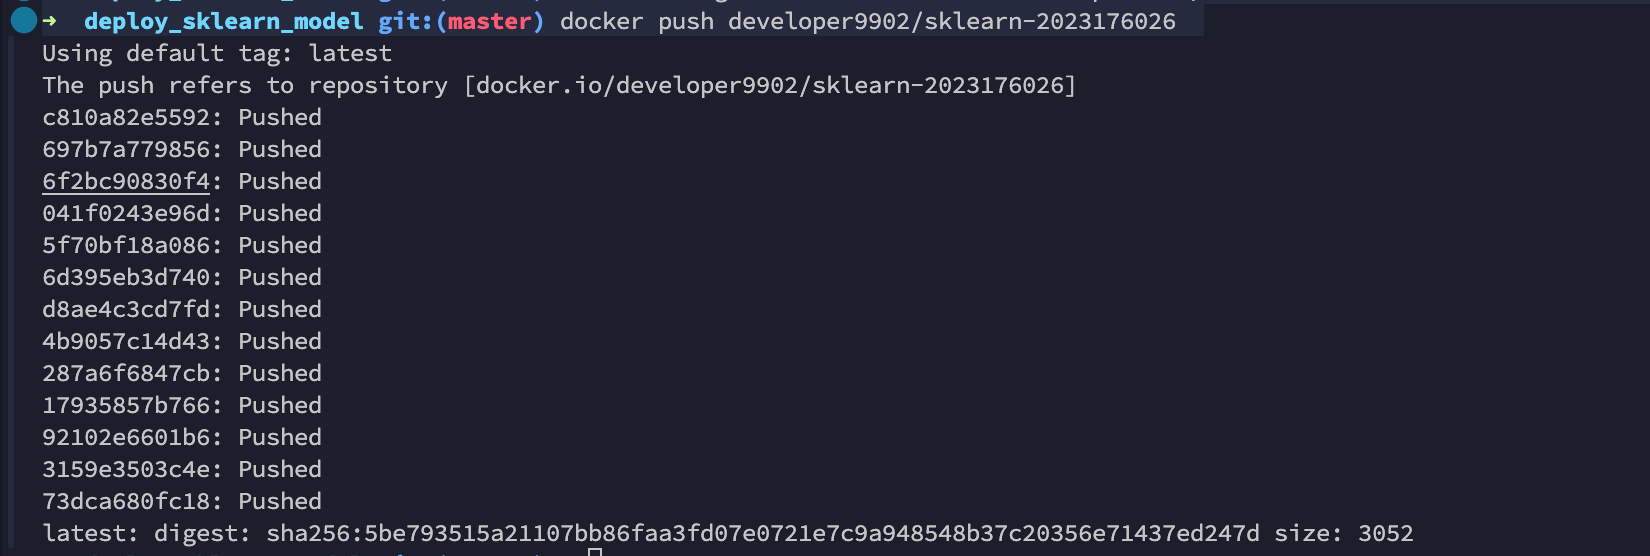 ➜ deploy_sklearn_model git:(master) docker push developer9902/sklearn-2023176026
Using default tag: latest
The push refers to repository [docker.io/developer9902/sklearn-2023176026]
c810a82e5592: Pushed
697b7a779856: Pushed
6f2bc90830f4: Pushed
041f0243e96d: Pushed
5f70bf18a086: Pushed
6d395eb3d740: Pushed
d8ae4c3cd7fd: Pushed
4b9057c14d43: Pushed
287a6f6847cb: Pushed
17935857b766: Pushed
92102e6601b6: Pushed
3159e3503c4e: Pushed
73dca680fc18: Pushed
latest: digest: sha256:5be793515a21107bb86faa3fd07e0721e7c9a948548b37c20356e71437ed247d size: 3052